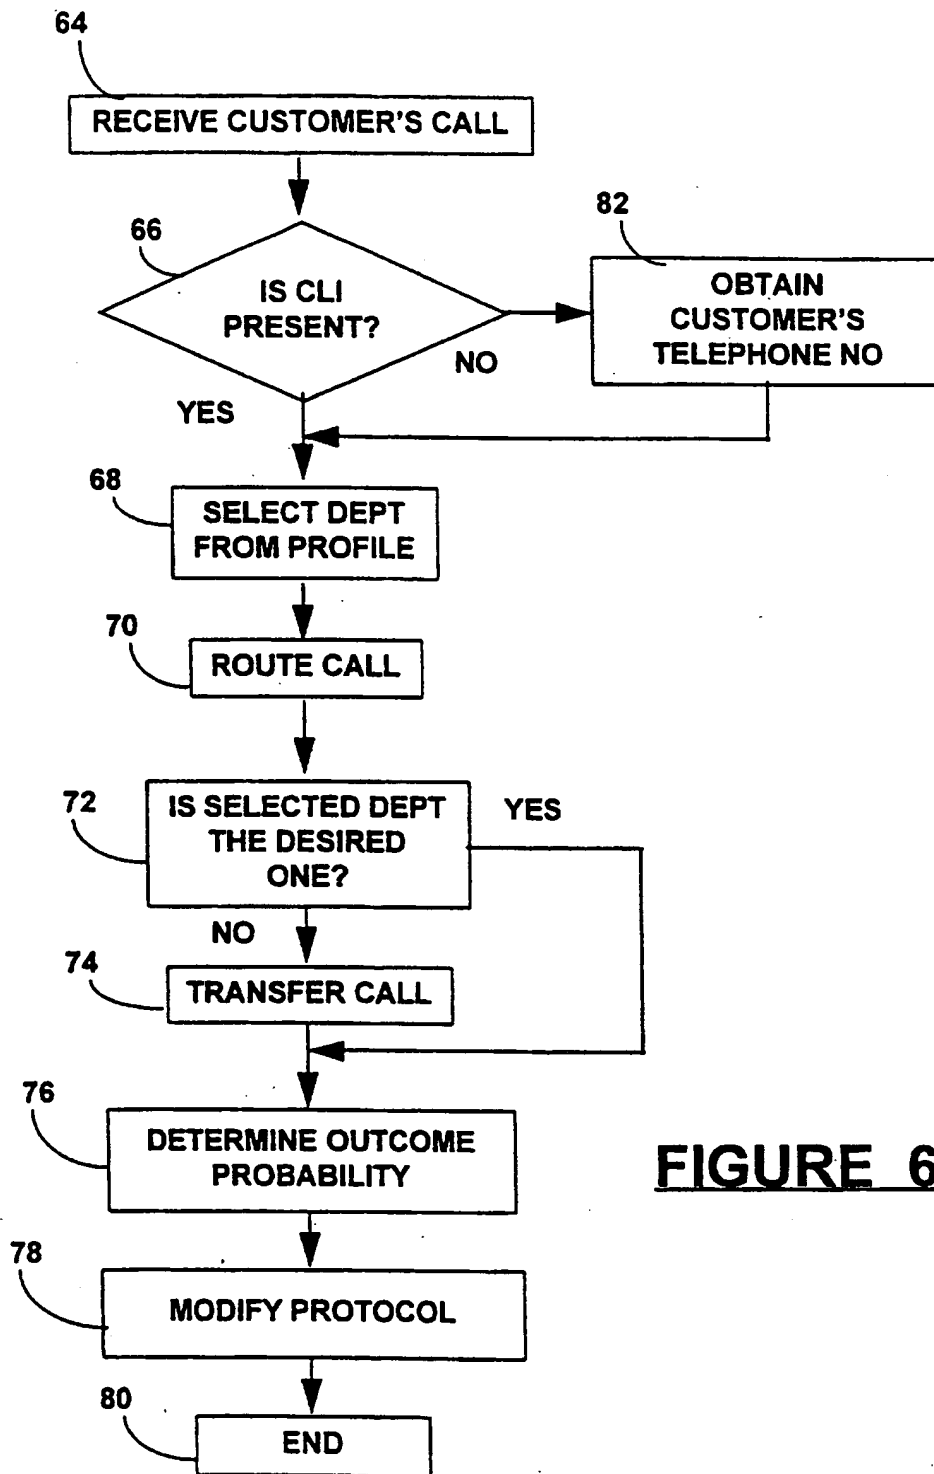 64
RECEIVE CUSTOMER'S CALL
66
IS CLI
PRESENT?
NO
YES
82
OBTAIN
CUSTOMER'S
TELEPHONE NO
68
SELECT DEPT
FROM PROFILE
70
ROUTE CALL
72
IS SELECTED DEPT
THE DESIRED
ONE?
YES
NO
74
TRANSFER CALL
76
DETERMINE OUTCOME
PROBABILITY
FIGURE 6
78
MODIFY PROTOCOL
80
END